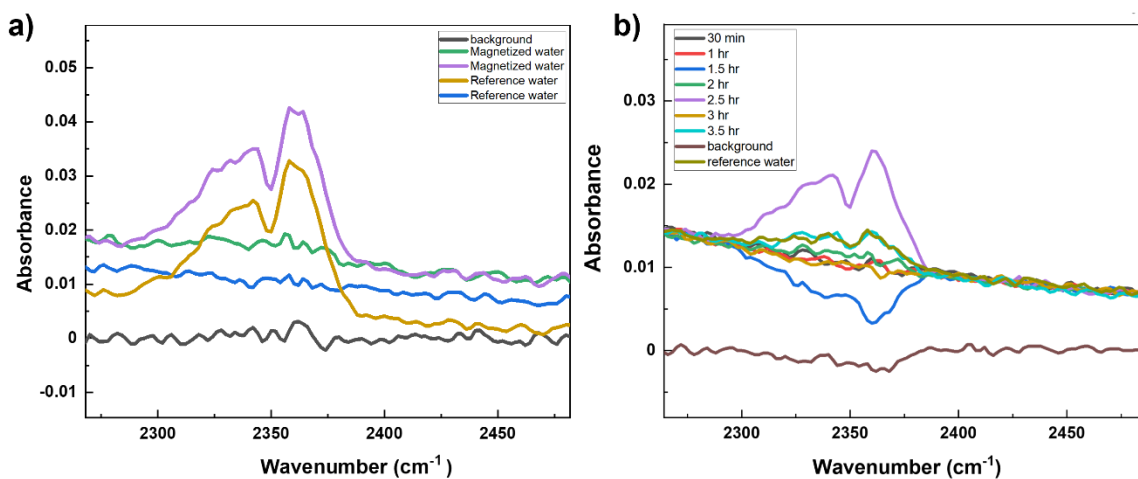 a)
Absorbance
0.05
0.04
0.03
0.02
0.01
0
-0.01
background
Magnetized water
Magnetized water
Reference water
Reference water
2300
2350
2400
2450
Wavenumber (cm⁻¹)
b)
Absorbance
0.03
0.02
0.01
0
30 min
1 hr
1.5 hr
2 hr
2.5 hr
3 hr
3.5 hr
background
reference water
2300
2350
2400
2450
Wavenumber (cm⁻¹)